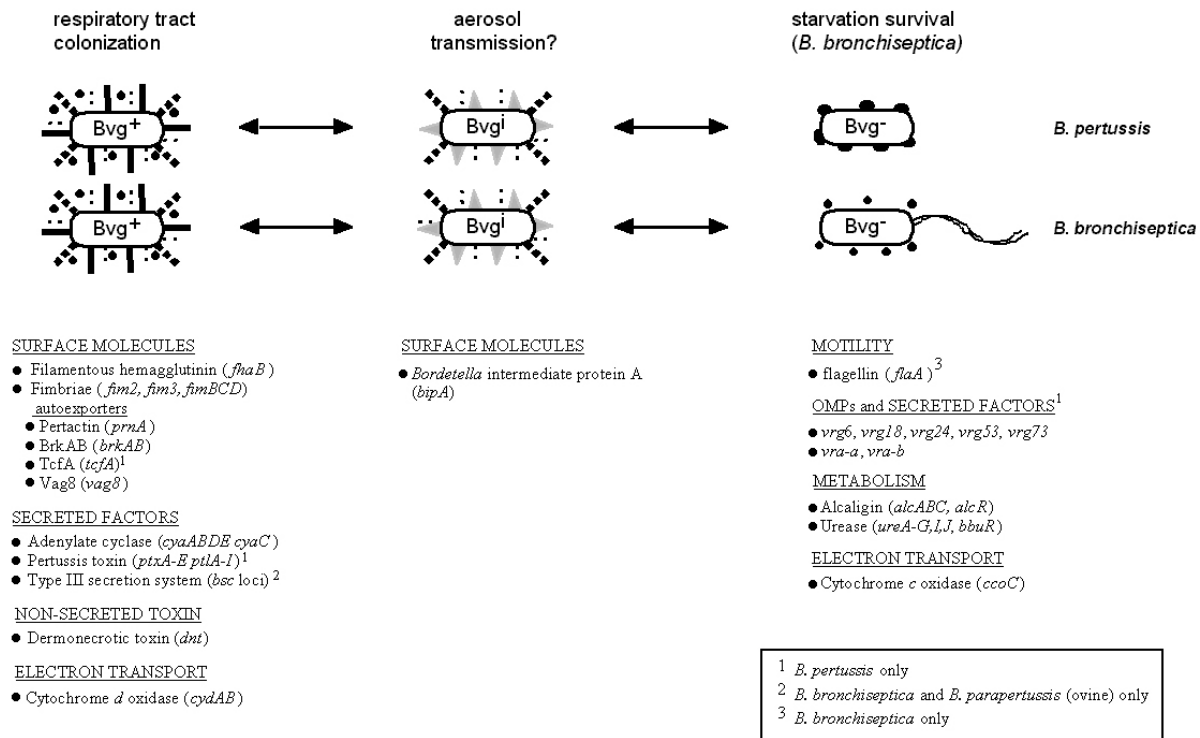 respiratory tract
colonization
aerosol
transmission?
starvation survival
(B. bronchiseptica)
Bvg+
Bvgi
Bvg-
B. pertussis
Bvg+
Bvgi
Bvg-
B. bronchiseptica
SURFACE MOLECULES
● Filamentous hemagglutinin (fhaB)
● Fimbriae (fim2, fim3, fimBCD)
autoexporters
● Pertactin (prnA)
● BrkAB (brkAB)
● TcfA (tcfA)1
● Vag8 (vag8)
SECRETED FACTORS
● Adenylate cyclase (cyaABDE cyaC)
● Pertussis toxin (ptxA-E ptlA-I)1
● Type III secretion system (bsc loci) 2
NON-SECRETED TOXIN
● Dermonecrotic toxin (dnt)
ELECTRON TRANSPORT
● Cytochrome d oxidase (cydAB)
SURFACE MOLECULES
● Bordetella intermediate protein A
(bipA)
MOTILITY
● flagellin (flaA)3
OMPs and SECRETED FACTORS1
● vrg6, vrg18, vrg24, vrg53, vrg73
● vra-a, vra-b
METABOLISM
● Alcaligin (alcABC, alcR)
● Urease (ureA-G,I,J, bbuR)
ELECTRON TRANSPORT
● Cytochrome c oxidase (ccoC)
1 B. pertussis only
2 B. bronchiseptica and B. parapertussis (ovine) only
3 B. bronchiseptica only